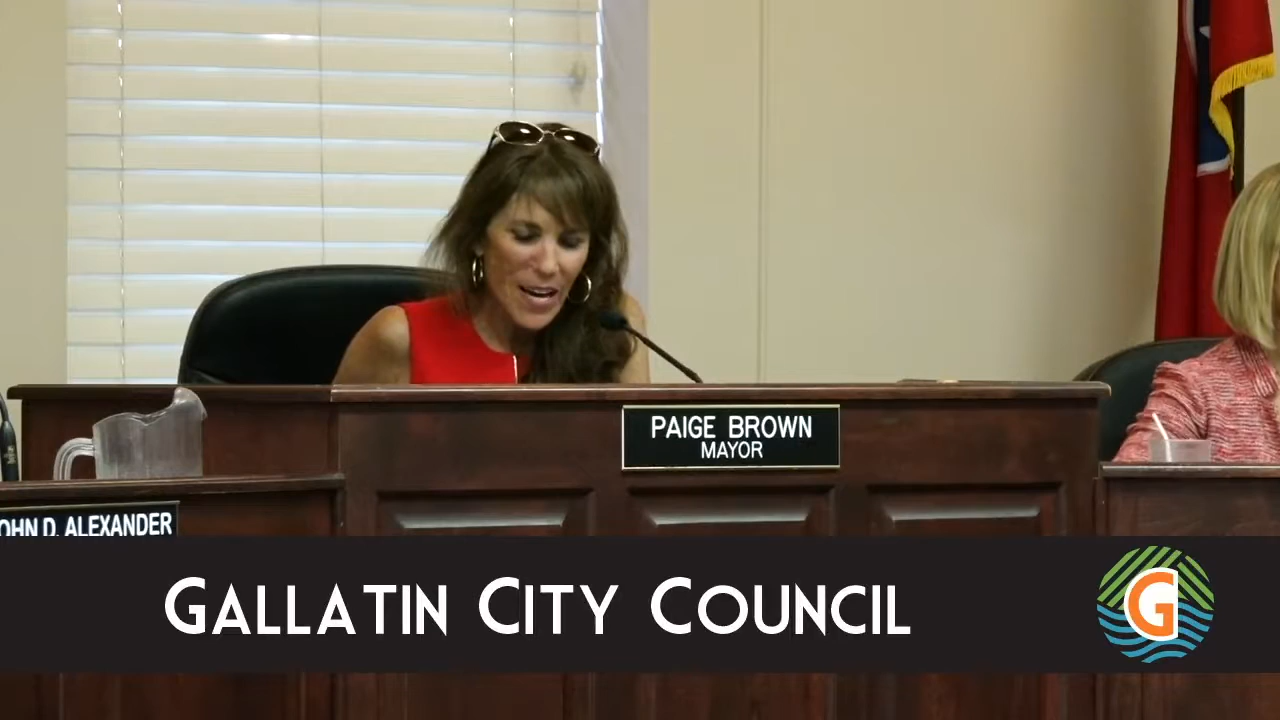 PAIGE BROWN
MAYOR
OHN D. ALEXANDER
GALLATIN CITY COUNCIL
G